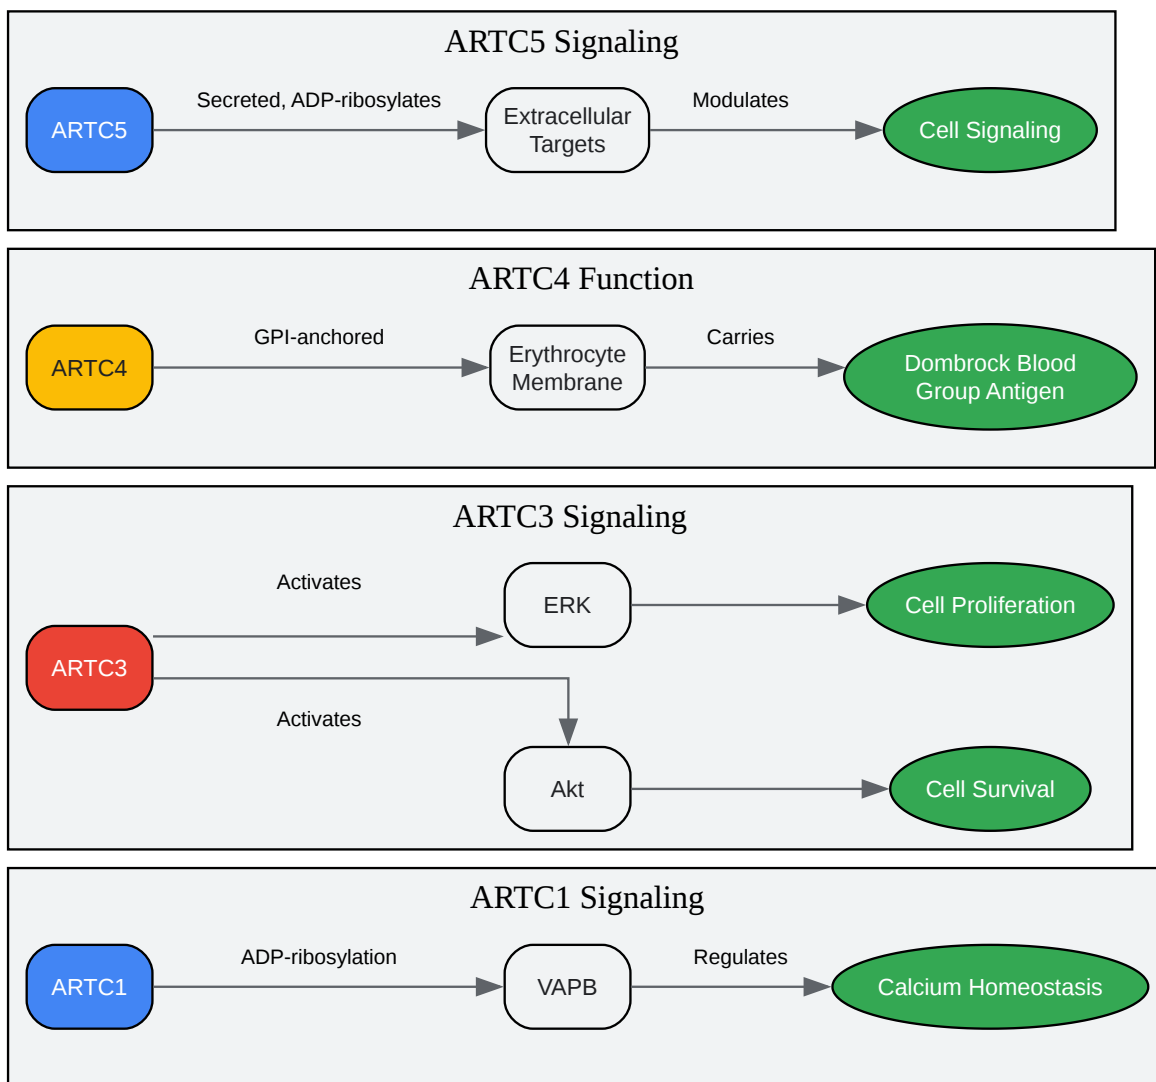 ARTC5 Signaling
ARTC5
Secreted, ADP-ribosylates
Extracellular
Targets
Modulates
Cell Signaling
ARTC4 Function
ARTC4
GPI-anchored
Erythrocyte
Membrane
Carries
Dombrock Blood
Group Antigen
ARTC3 Signaling
Activates
ERK
Cell Proliferation
ARTC3
Activates
Akt
Cell Survival
ARTC1 Signaling
ARTC1
ADP-ribosylation
VAPB
Regulates
Calcium Homeostasis